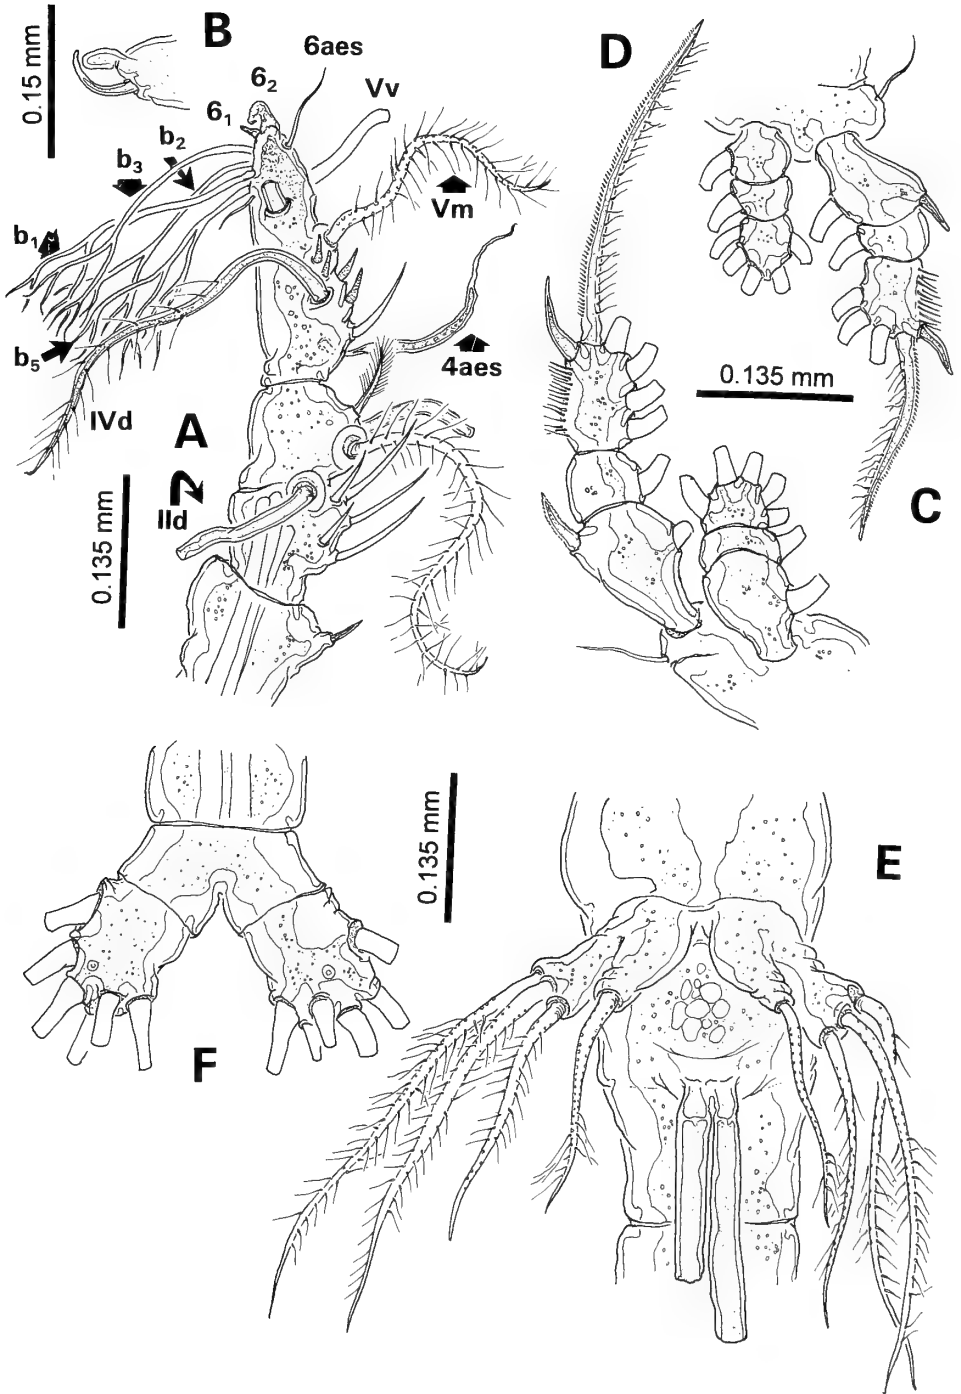 B
0.15 mm
6aes
6₂
6₁
Vv
b₂
b₃
Vm
b₁
b₅
4aes
IVd
A
IId
0.135 mm
D
0.135 mm
C
0.135 mm
E
F